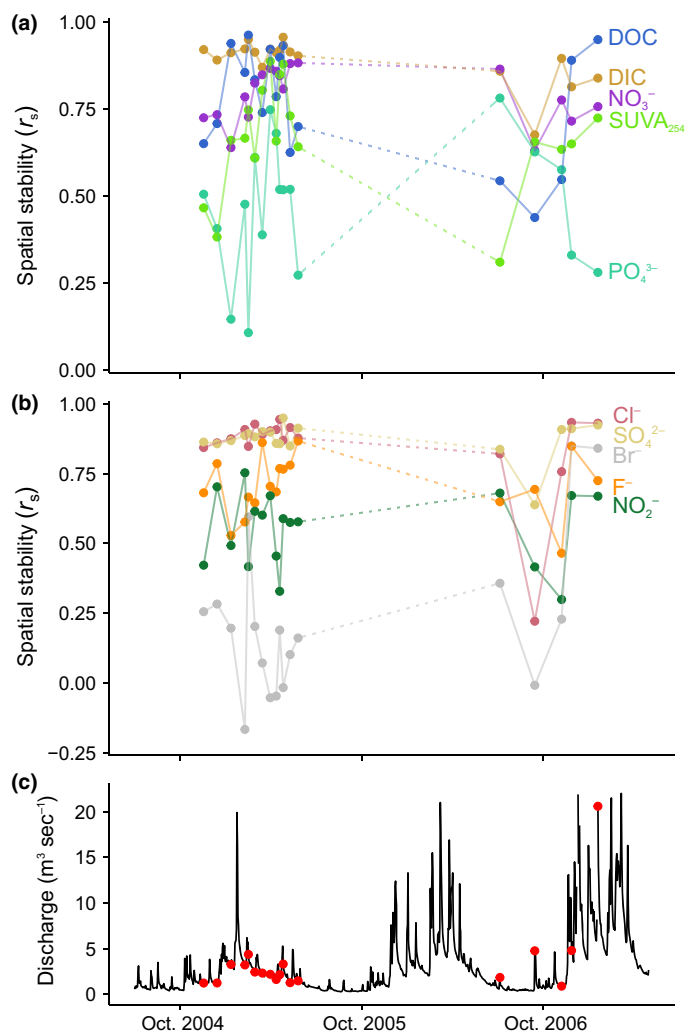 (a)
1.00
0.75
0.50
0.25
0.00
Spatial stability (rs)
DOC
DIC
NO₃⁻
SUVA₂₅₄
PO₄³⁻
(b)
1.00
0.75
0.50
0.25
0.00
−0.25
Spatial stability (rs)
Cl⁻
SO₄²⁻
Br⁻
F⁻
NO₂⁻
(c)
20
15
10
5
0
Discharge (m³ sec⁻¹)
Oct. 2004
Oct. 2005
Oct. 2006